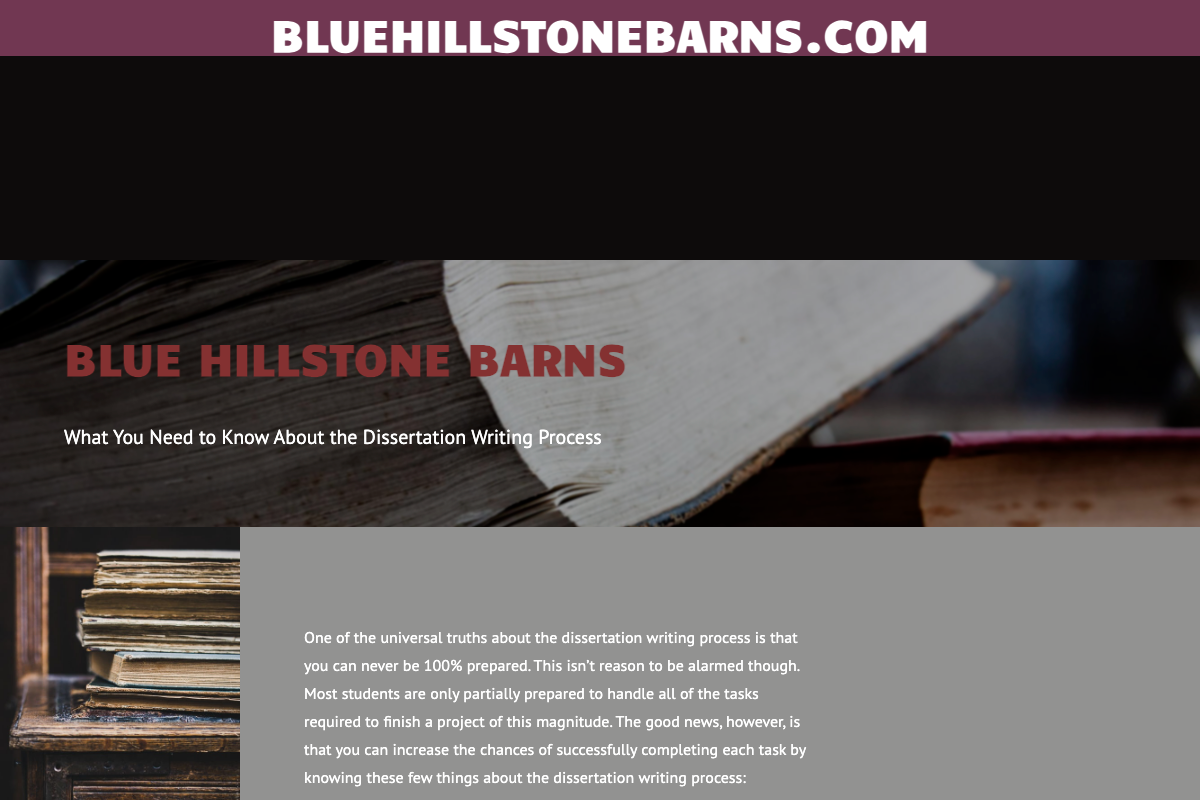 BLUEHILLSTONEBARNS.COM
BLUE HILLSTONE BARNS
What You Need to Know About the Dissertation Writing Process
One of the universal truths about the dissertation writing process is that
you can never be 100% prepared. This isn't reason to be alarmed though.
Most students are only partially prepared to handle all of the tasks
required to finish a project of this magnitude. The good news, however, is
that you can increase the chances of successfully completing each task by
knowing these few things about the dissertation writing process: